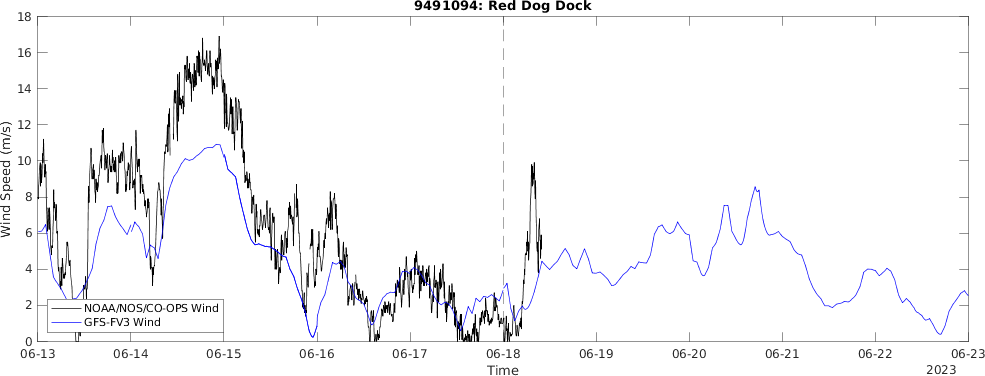 9491094: Red Dog Dock
Wind Speed (m/s)
18
16
14
12
10
8
6
4
2
0
NOAA/NOS/CO-OPS Wind
GFS-FV3 Wind
06-13 06-14 06-15 06-16 06-17 06-18 06-19 06-20 06-21 06-22 06-23
Time
2023